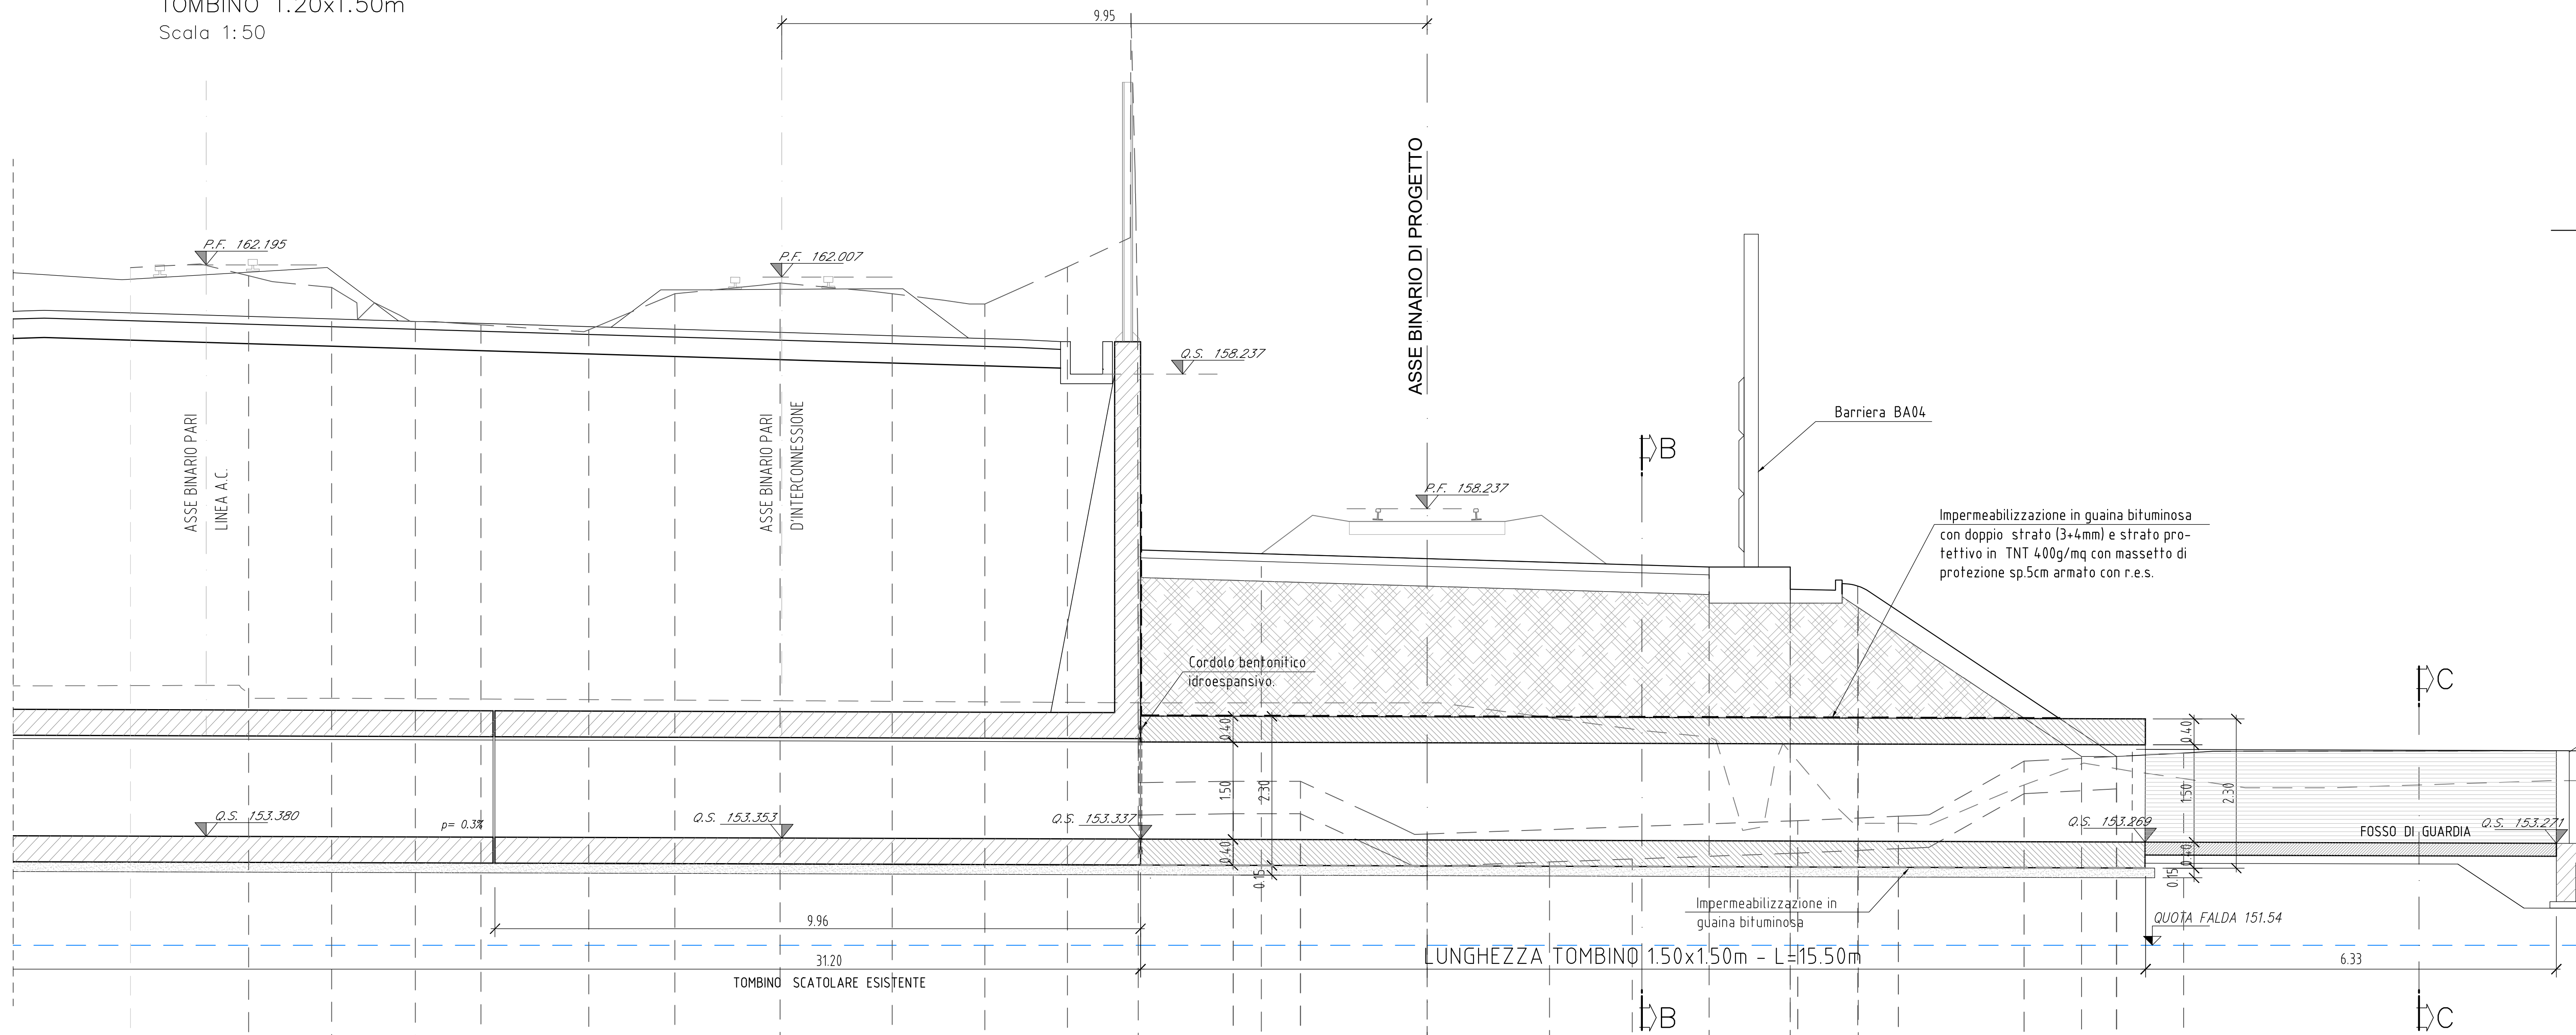 TOMBINO 1.20x1.50m
Scala 1:50
9.95
P.F. 162.195
P.F. 162.007
Q.S. 158.237
ASSE BINARIO PARI
LINEA A.C.
ASSE BINARIO PARI
D'INTERCONNESSIONE
ASSE BINARIO DI PROGETTO
P.F. 158.237
B
Barriera BA04
Impermeabilizzazione in guaina bituminosa
con doppio strato (3+4mm) e strato pro-
tettivo in TNT 400g/mq con massetto di
protezione sp.5cm armato con r.e.s.
Cordolo bentonitico
idroespansivo.
C
0.40
1.50
2.30
0.40
0.15
0.40
1.50
2.30
0.40
0.15
Q.S. 153.380
p= 0.3%
Q.S. 153.353
Q.S. 153.337
Q.S. 153.269
FOSSO DI GUARDIA
Q.S. 153.271
Impermeabilizzazione in
guaina bituminosa
QUOTA FALDA 151.54
9.96
31.20
TOMBINO SCATOLARE ESISTENTE
LUNGHEZZA TOMBINO 1.50x1.50m - L=15.50m
6.33
B
C